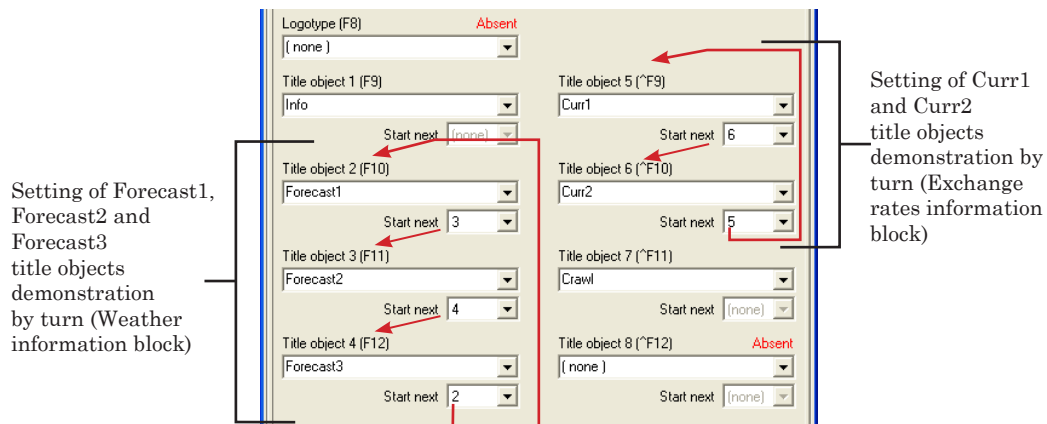 Logotype (F8) Absent
( none )
Title object 1 (F9)
Info
Start next (none)
Title object 2 (F10)
Forecast1
Start next 3
Title object 3 (F11)
Forecast2
Start next 4
Title object 4 (F12)
Forecast3
Start next 2
Title object 5 (^F9)
Curr1
Start next 6
Title object 6 (^F10)
Curr2
Start next 5
Title object 7 (^F11)
Crawl
Start next (none)
Title object 8 (^F12) Absent
( none )
Start next (none)
Setting of Forecast1,
Forecast2 and
Forecast3
title objects
demonstration
by turn (Weather
information block)
Setting of Curr1
and Curr2
title objects
demonstration by
turn (Exchange
rates information
block)